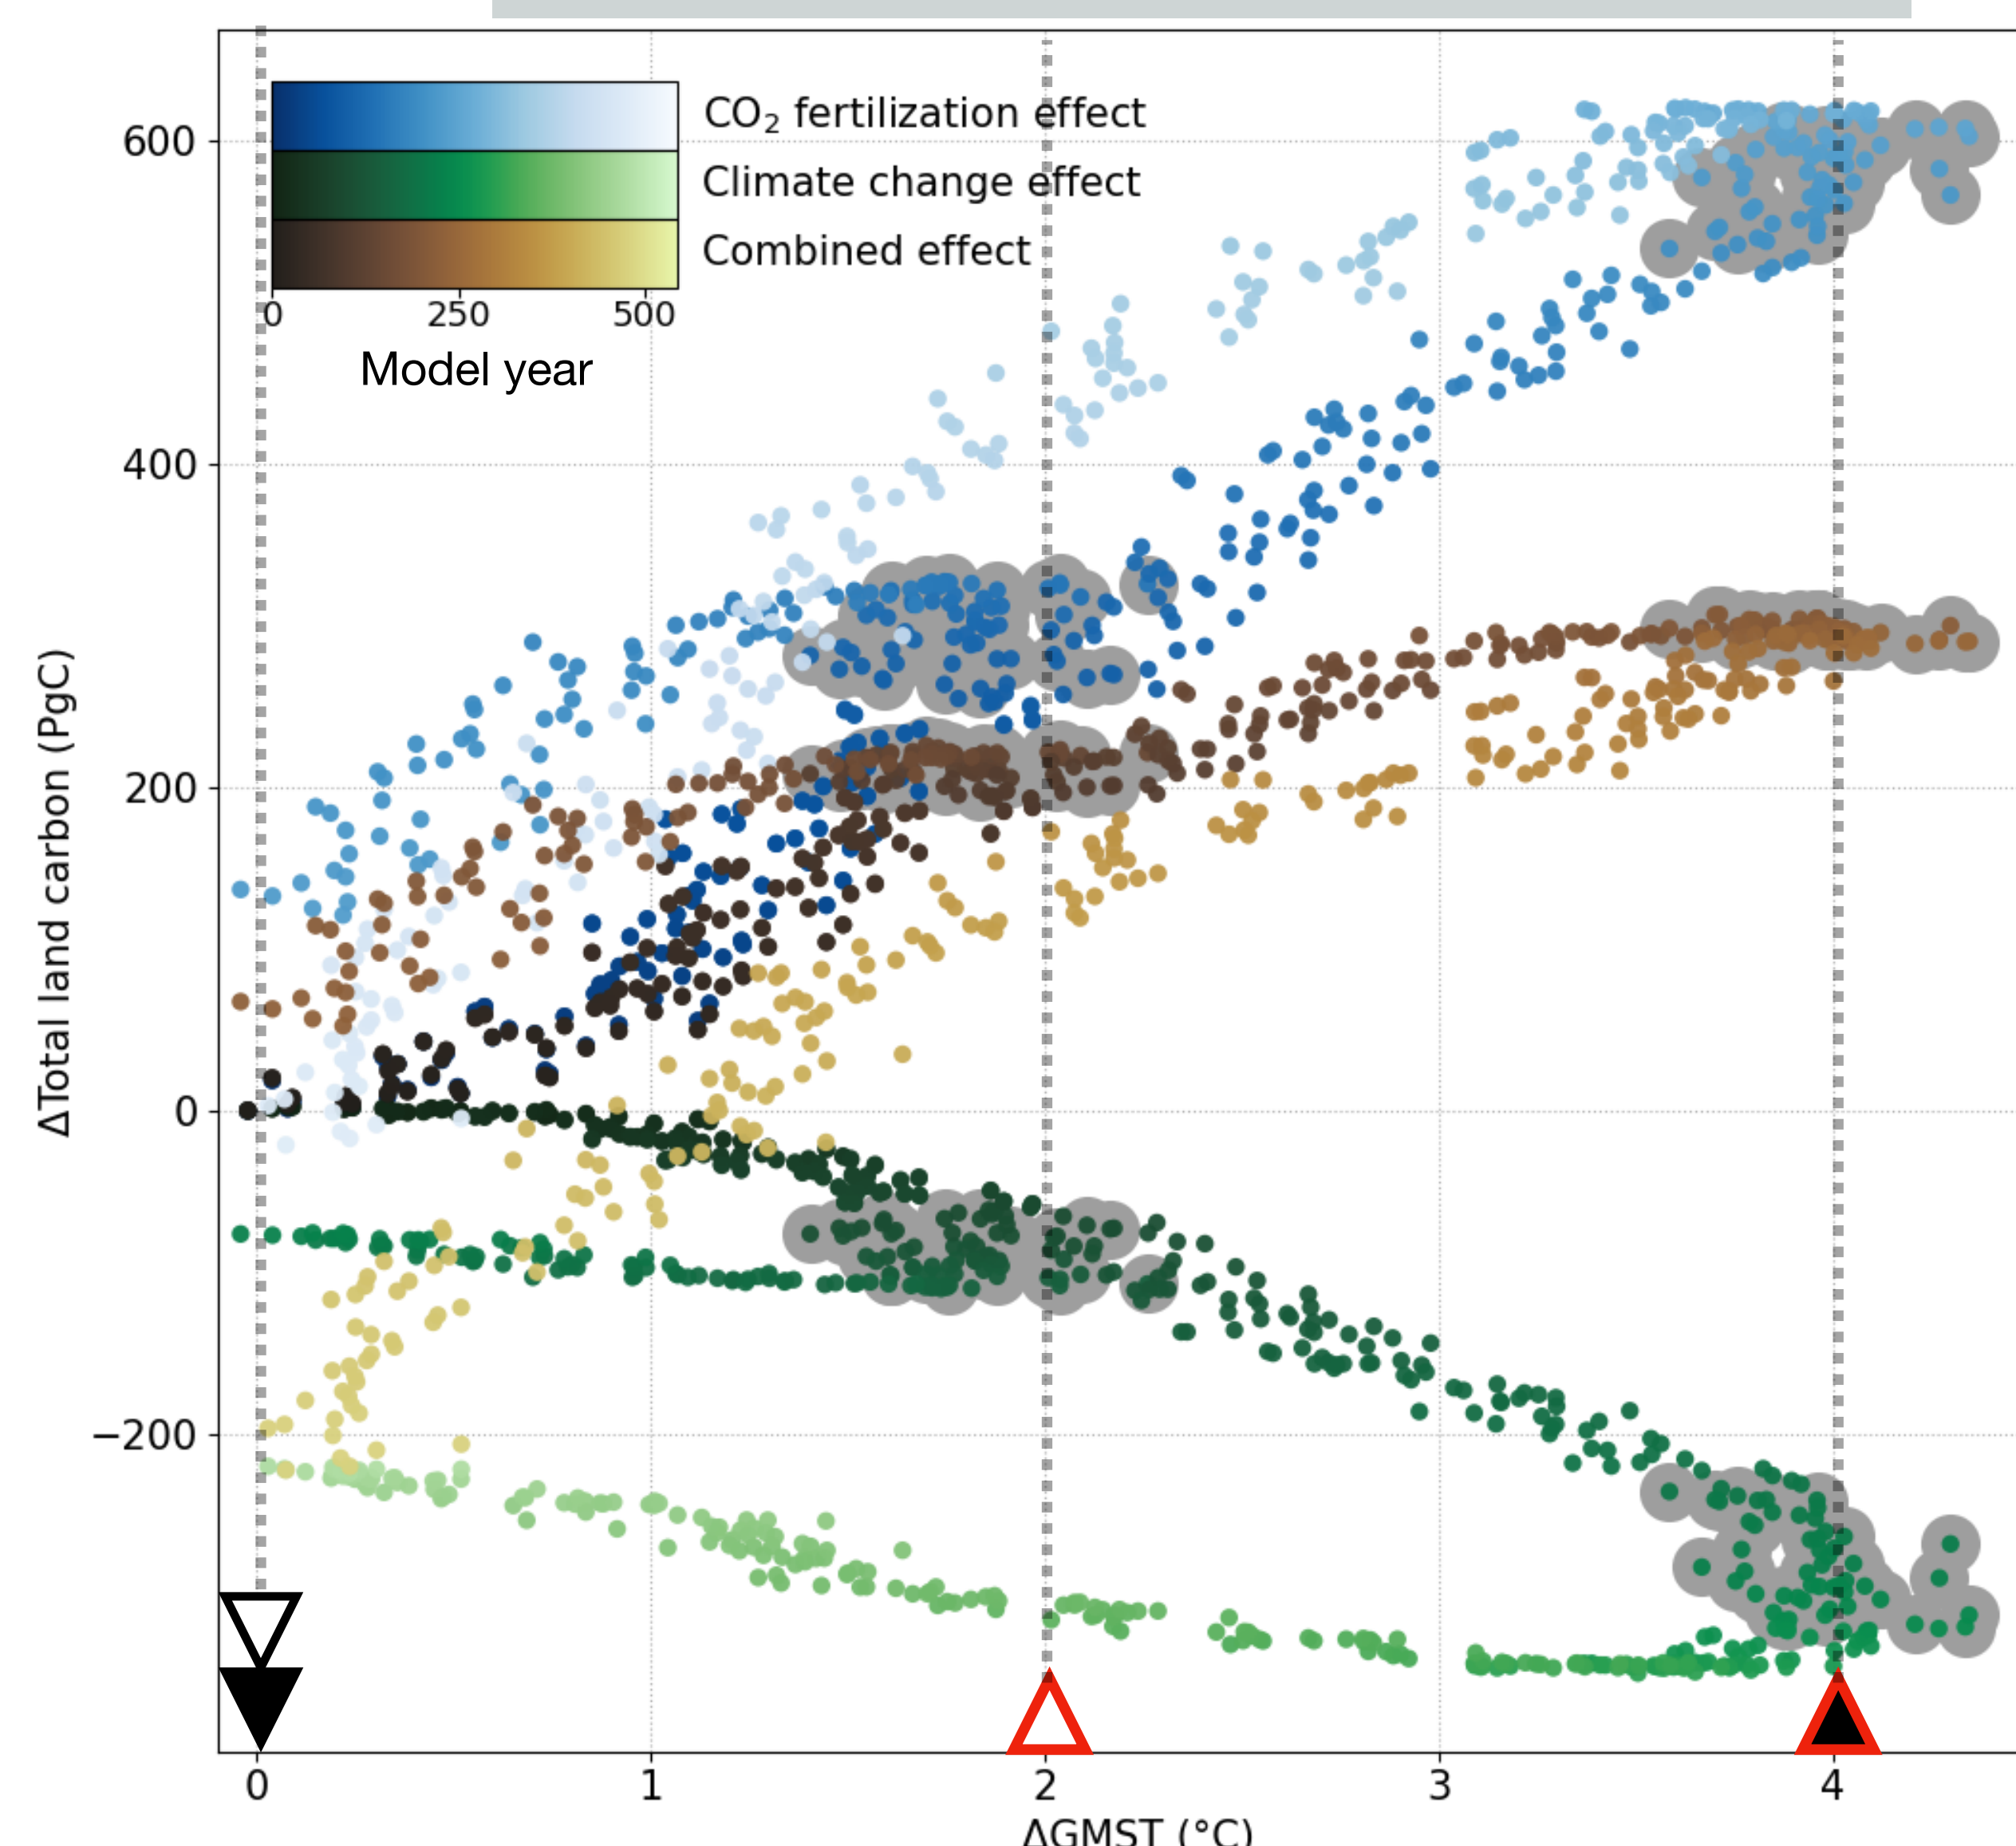 CO₂ fertilization effect
Climate change effect
Combined effect
0 250 500
Model year
600
400
200
0
−200
ΔTotal land carbon (PgC)
0 1 2 3 4
ΔGMST (°C)